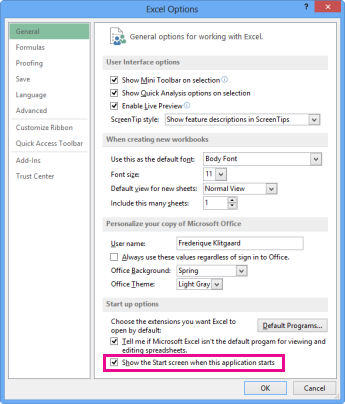 Excel Options
General
Formulas
Proofing
Save
Language
Advanced
Customize Ribbon
Quick Access Toolbar
Add-Ins
Trust Center
General options for working with Excel.
User Interface options
Show Mini Toolbar on selection
Show Quick Analysis options on selection
Enable Live Preview
ScreenTip style: Show feature descriptions in ScreenTips
When creating new workbooks
Use this as the default font: Body Font
Font size: 11
Default view for new sheets: Normal View
Include this many sheets: 1
Personalize your copy of Microsoft Office
User name: Frederique Klitgaard
Always use these values regardless of sign in to Office.
Office Background: Spring
Office Theme: Light Gray
Start up options
Choose the extensions you want Excel to
open by default: Default Programs...
Tell me if Microsoft Excel isn't the default progam for viewing and
editing spreadsheets.
Show the Start screen when this application starts
OK Cancel